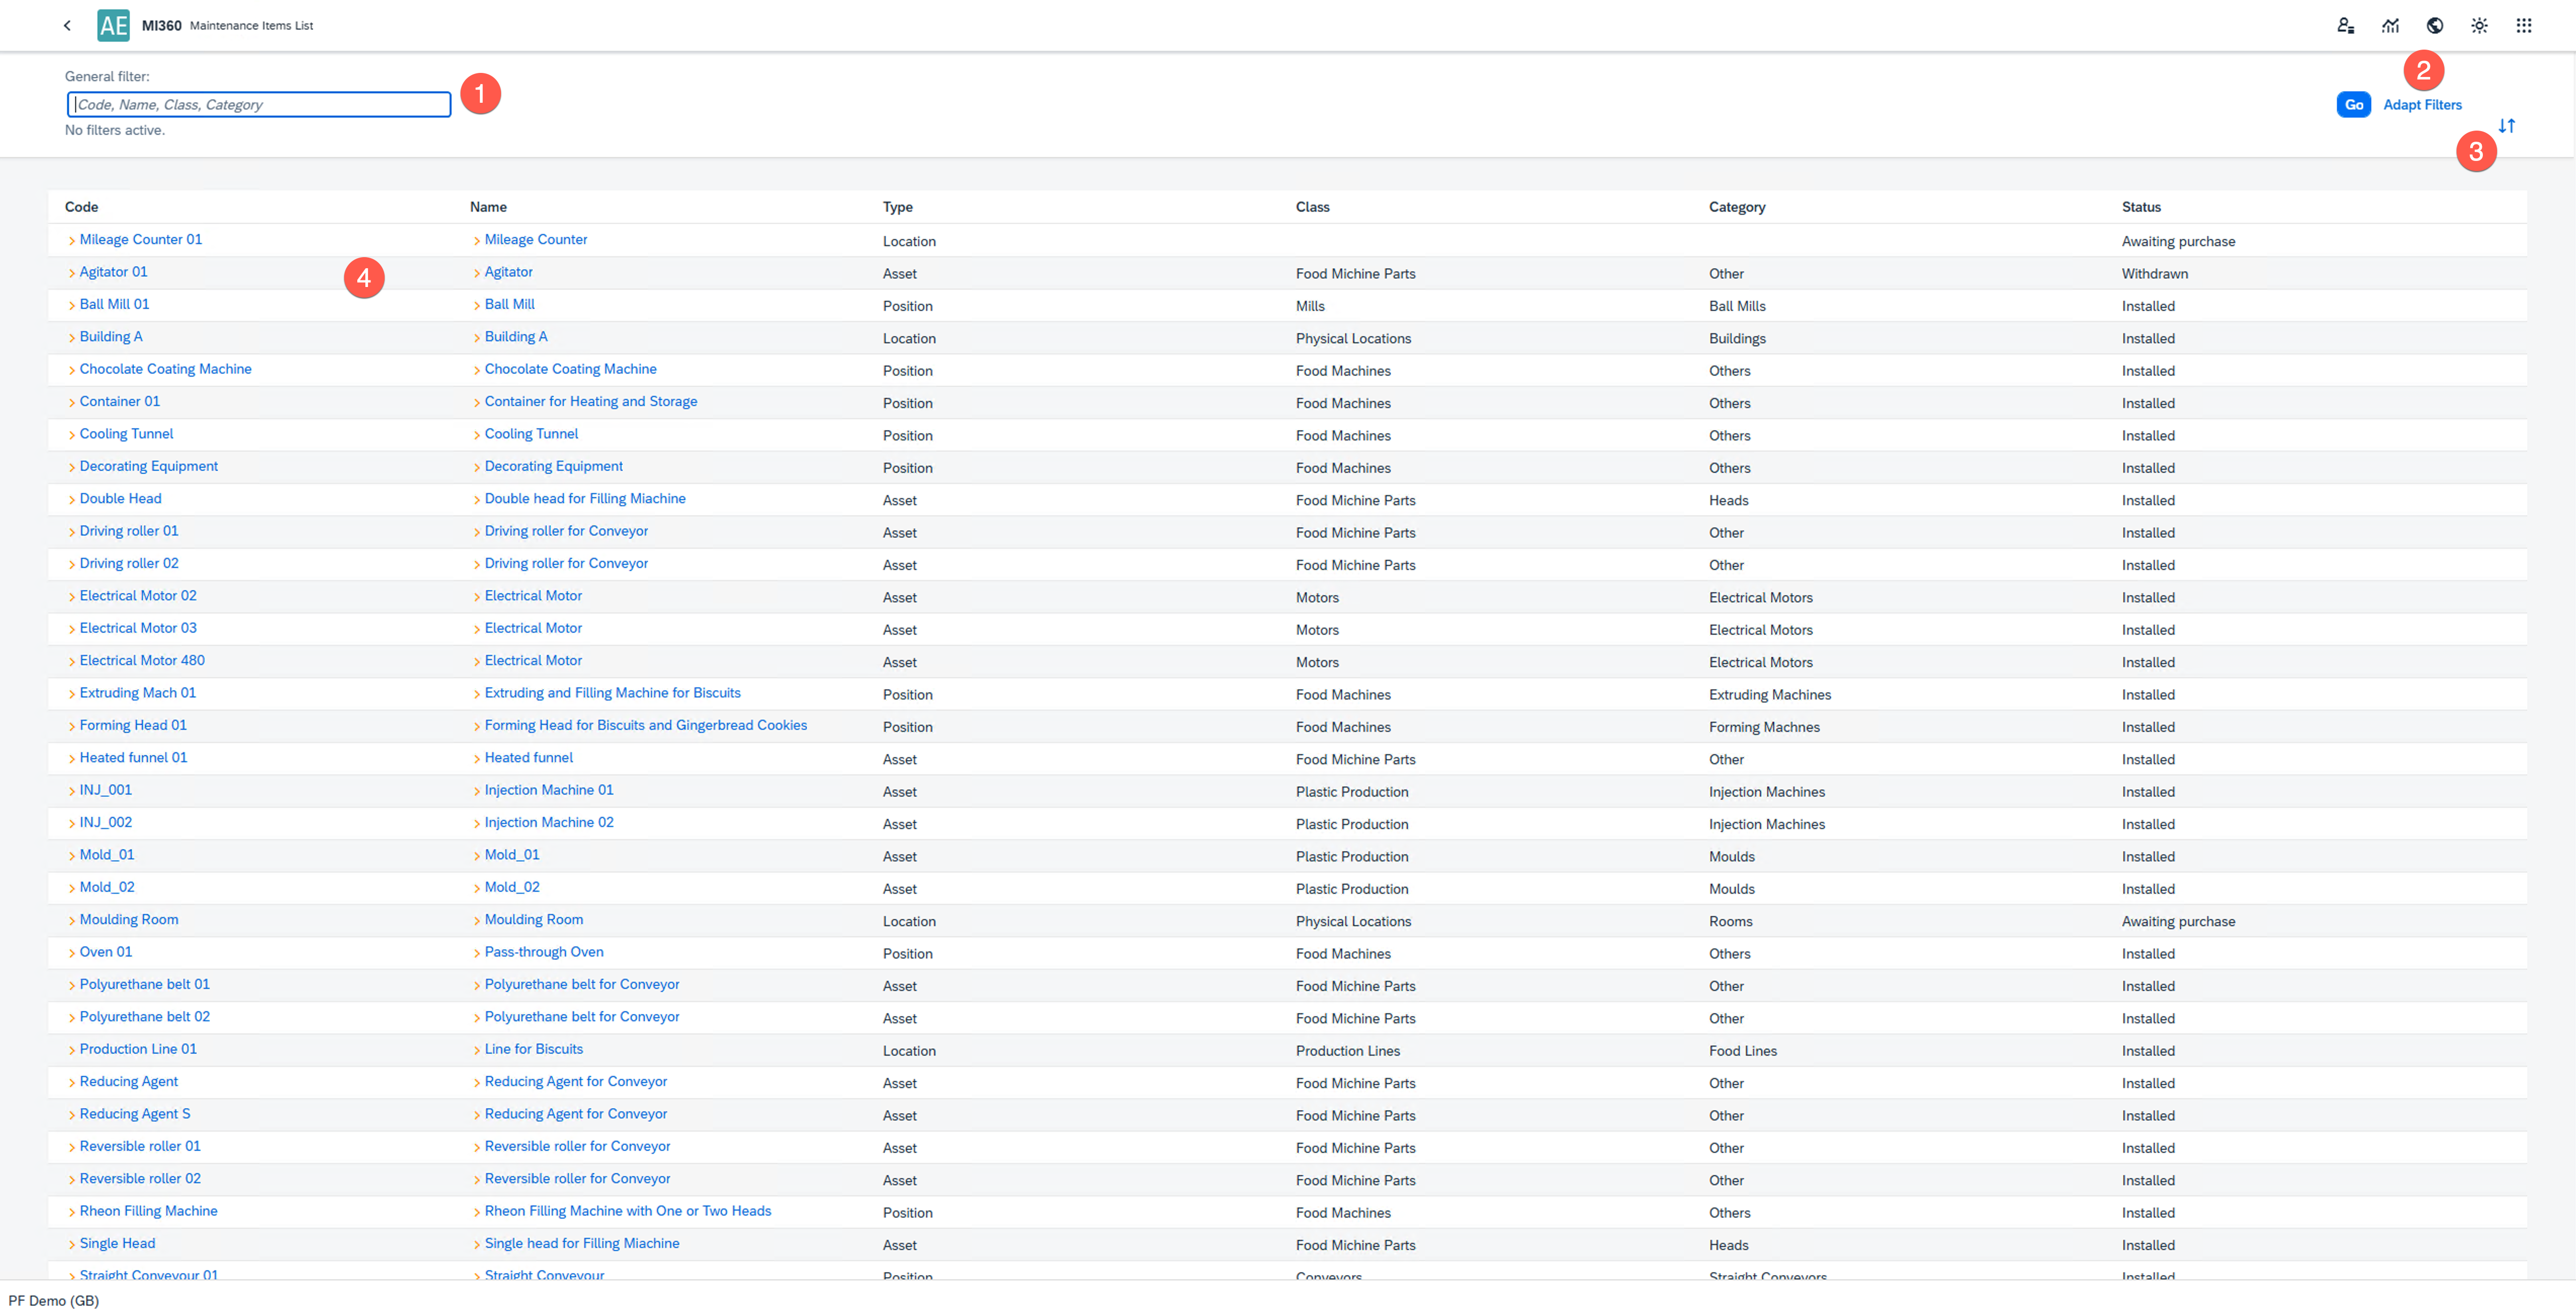 AE MI360 Maintenance Items List
General filter:
Code, Name, Class, Category
No filters active.
1
2
Go Adapt Filters
3
Code Name Type Class Category Status
Mileage Counter 01 Mileage Counter Location Awaiting purchase
Agitator 01 Agitator Asset Food Michine Parts Other Withdrawn
4
Ball Mill 01 Ball Mill Position Mills Ball Mills Installed
Building A Building A Location Physical Locations Buildings Installed
Chocolate Coating Machine Chocolate Coating Machine Position Food Machines Others Installed
Container 01 Container for Heating and Storage Position Food Machines Others Installed
Cooling Tunnel Cooling Tunnel Position Food Machines Others Installed
Decorating Equipment Decorating Equipment Position Food Machines Others Installed
Double Head Double head for Filling Miachine Asset Food Michine Parts Heads Installed
Driving roller 01 Driving roller for Conveyor Asset Food Michine Parts Other Installed
Driving roller 02 Driving roller for Conveyor Asset Food Michine Parts Other Installed
Electrical Motor 02 Electrical Motor Asset Motors Electrical Motors Installed
Electrical Motor 03 Electrical Motor Asset Motors Electrical Motors Installed
Electrical Motor 480 Electrical Motor Asset Motors Electrical Motors Installed
Extruding Mach 01 Extruding and Filling Machine for Biscuits Position Food Machines Extruding Machines Installed
Forming Head 01 Forming Head for Biscuits and Gingerbread Cookies Position Food Machines Forming Machnes Installed
Heated funnel 01 Heated funnel Asset Food Michine Parts Other Installed
INJ_001 Injection Machine 01 Asset Plastic Production Injection Machines Installed
INJ_002 Injection Machine 02 Asset Plastic Production Injection Machines Installed
Mold_01 Mold_01 Asset Plastic Production Moulds Installed
Mold_02 Mold_02 Asset Plastic Production Moulds Installed
Moulding Room Moulding Room Location Physical Locations Rooms Awaiting purchase
Oven 01 Pass-through Oven Position Food Machines Others Installed
Polyurethane belt 01 Polyurethane belt for Conveyor Asset Food Michine Parts Other Installed
Polyurethane belt 02 Polyurethane belt for Conveyor Asset Food Michine Parts Other Installed
Production Line 01 Line for Biscuits Location Production Lines Food Lines Installed
Reducing Agent Reducing Agent for Conveyor Asset Food Michine Parts Other Installed
Reducing Agent S Reducing Agent for Conveyor Asset Food Michine Parts Other Installed
Reversible roller 01 Reversible roller for Conveyor Asset Food Michine Parts Other Installed
Reversible roller 02 Reversible roller for Conveyor Asset Food Michine Parts Other Installed
Rheon Filling Machine Rheon Filling Machine with One or Two Heads Position Food Machines Others Installed
Single Head Single head for Filling Miachine Asset Food Michine Parts Heads Installed
Straight Conveyour 01 Straight Conveyour Position Conveyors Straight Conveyors Installed
PF Demo (GB)